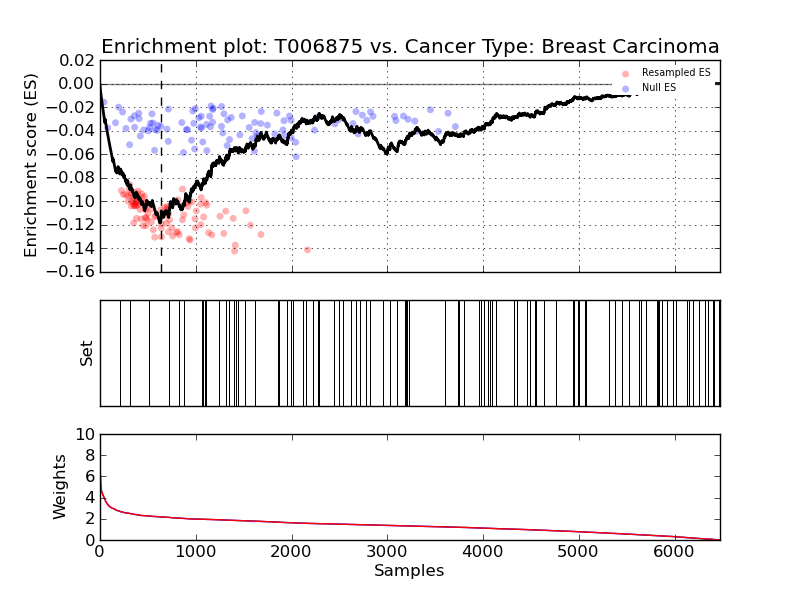 Enrichment plot: T006875 vs. Cancer Type: Breast Carcinoma
0.02
0.00
−0.02
−0.04
−0.06
−0.08
−0.10
−0.12
−0.14
−0.16
Enrichment score (ES)
Resampled ES
Null ES
Set
10
8
6
4
2
0
Weights
0 1000 2000 3000 4000 5000 6000
Samples